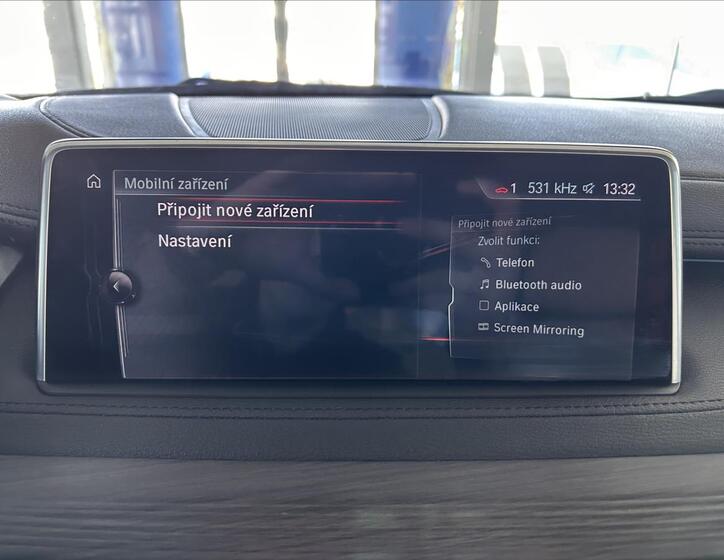 Mobilní zařízení
1 531 kHz 13:32
Připojit nové zařízení
Nastavení
Připojit nové zařízení
Zvolit funkci:
Telefon
Bluetooth audio
Aplikace
Screen Mirroring